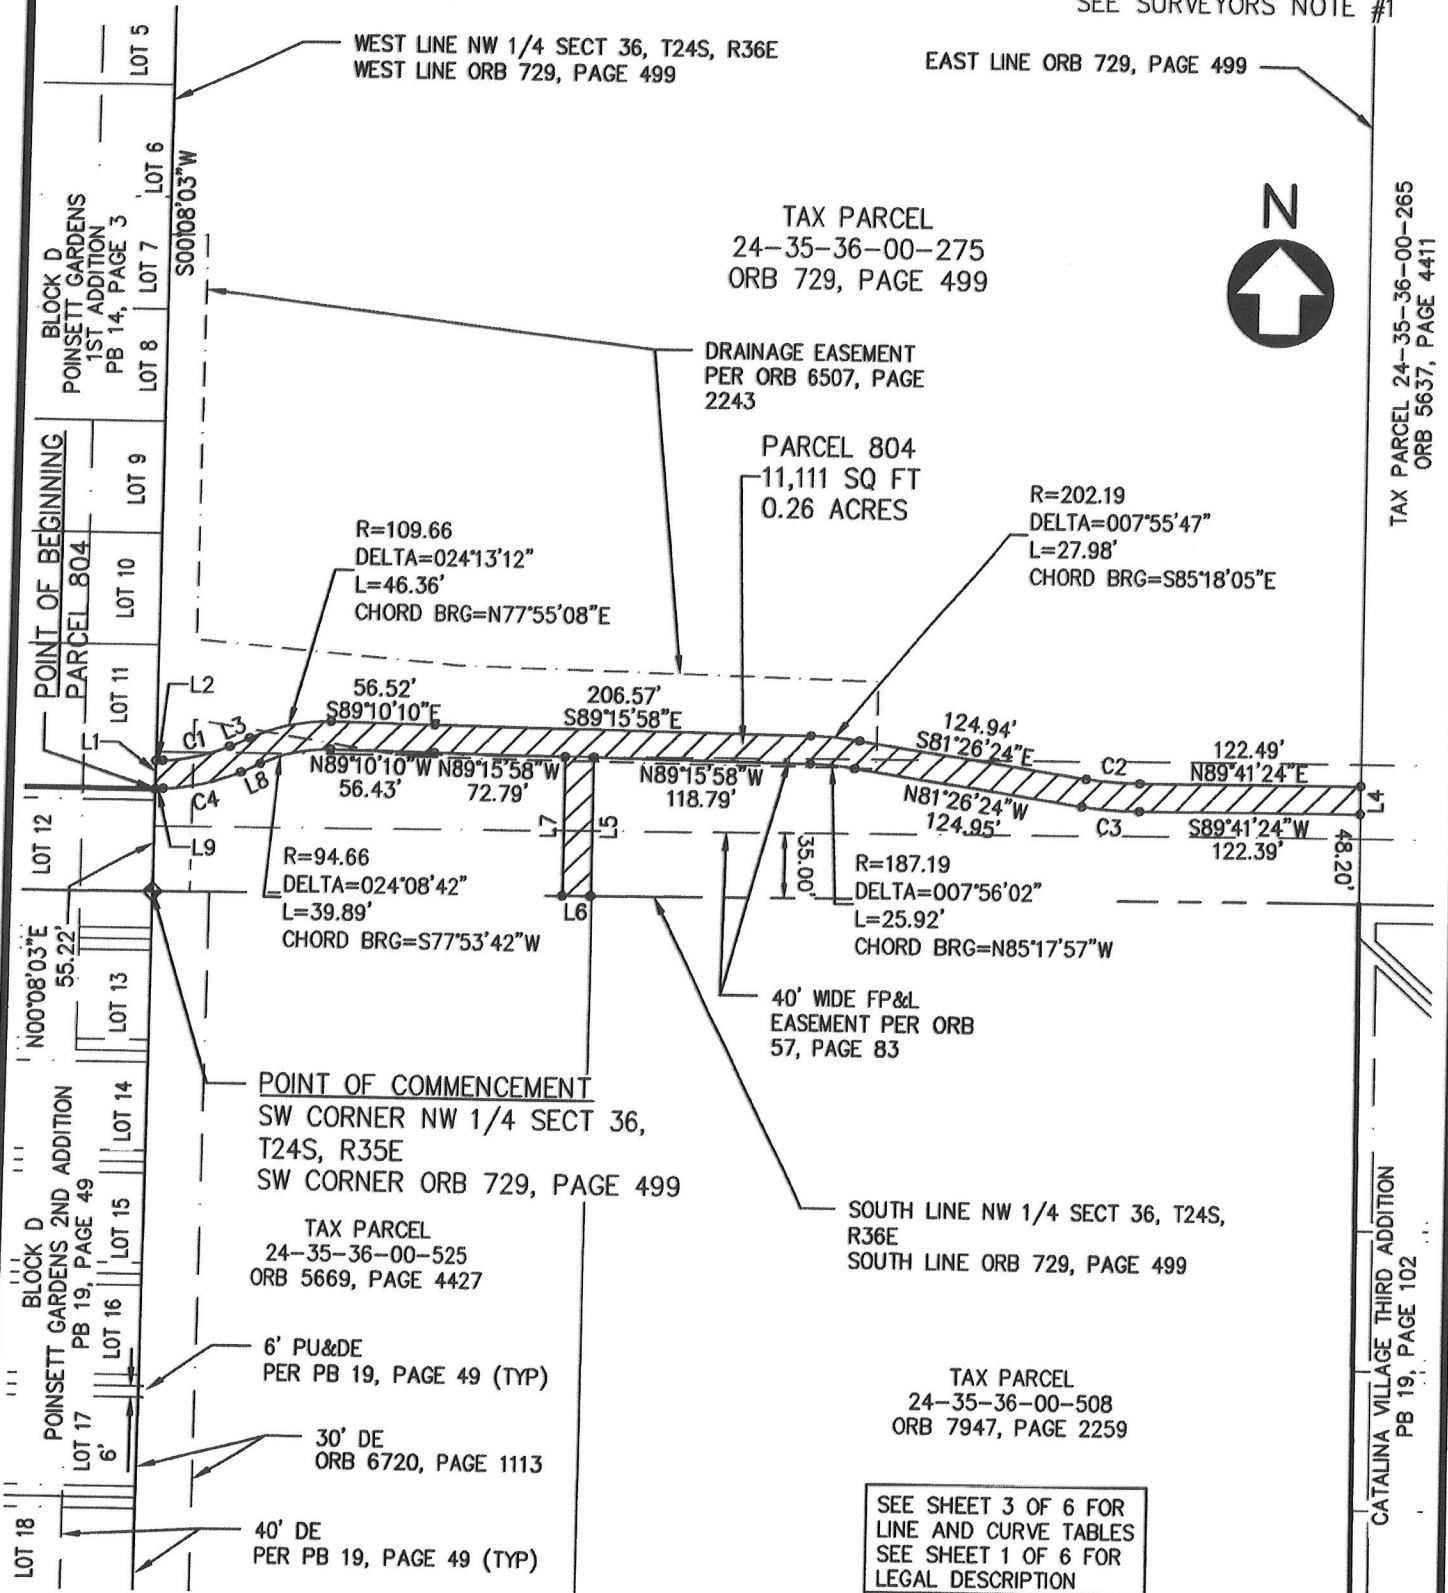 SEE SURVEYORS NOTE #1
WEST LINE NW 1/4 SECT 36, T24S, R36E
WEST LINE ORB 729, PAGE 499
EAST LINE ORB 729, PAGE 499
LOT 5
LOT 6
S00°08'03"W
LOT 7
LOT 8
BLOCK D
POINSETT GARDENS
1ST ADDITION
PB 14, PAGE 3
TAX PARCEL
24-35-36-00-275
ORB 729, PAGE 499
N
TAX PARCEL 24-35-36-00-265
ORB 5637, PAGE 4411
DRAINAGE EASEMENT
PER ORB 6507, PAGE
2243
PARCEL 804
11,111 SQ FT
0.26 ACRES
R=202.19
DELTA=007°55'47"
L=27.98'
CHORD BRG=S85°18'05"E
R=109.66
DELTA=024°13'12"
L=46.36'
CHORD BRG=N77°55'08"E
POINT OF BEGINNING
PARCEL 804
LOT 9
LOT 10
LOT 11
L2
L1
C1
L3
56.52'
S89°10'10"E
206.57'
S89°15'58"E
124.94'
S81°26'24"E
C2
122.49'
N89°41'24"E
L4
C4
L8
N89°10'10"W
56.43'
N89°15'58"W
72.79'
N89°15'58"W
118.79'
N81°26'24"W
124.95'
C3
S89°41'24"W
122.39'
48.20'
LOT 12
L9
L7
L5
L6
35.00'
R=94.66
DELTA=024°08'42"
L=39.89'
CHORD BRG=S77°53'42"W
R=187.19
DELTA=007°56'02"
L=25.92'
CHORD BRG=N85°17'57"W
N00°08'03"E
55.22'
LOT 13
40' WIDE FP&L
EASEMENT PER ORB
57, PAGE 83
POINT OF COMMENCEMENT
SW CORNER NW 1/4 SECT 36,
T24S, R35E
SW CORNER ORB 729, PAGE 499
LOT 14
LOT 15
LOT 16
LOT 17
6'
LOT 18
BLOCK D
POINSETT GARDENS 2ND ADDITION
PB 19, PAGE 49
TAX PARCEL
24-35-36-00-525
ORB 5669, PAGE 4427
SOUTH LINE NW 1/4 SECT 36, T24S,
R36E
SOUTH LINE ORB 729, PAGE 499
6' PU&DE
PER PB 19, PAGE 49 (TYP)
30' DE
ORB 6720, PAGE 1113
40' DE
PER PB 19, PAGE 49 (TYP)
TAX PARCEL
24-35-36-00-508
ORB 7947, PAGE 2259
CATALINA VILLAGE THIRD ADDITION
PB 19, PAGE 102
SEE SHEET 3 OF 6 FOR
LINE AND CURVE TABLES
SEE SHEET 1 OF 6 FOR
LEGAL DESCRIPTION